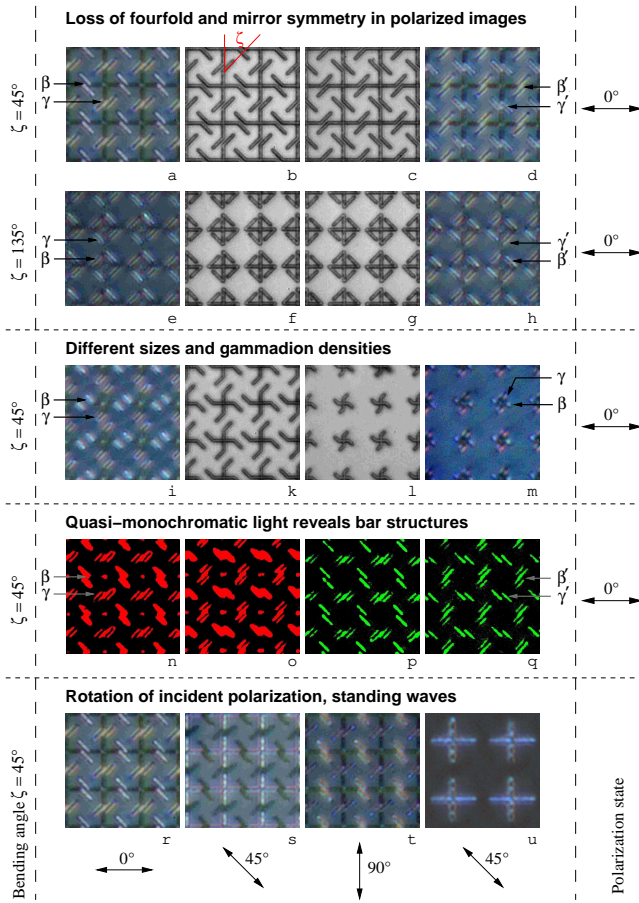 Loss of fourfold and mirror symmetry in polarized images
ζ
ζ = 45°
β
γ
β′
γ′
0°
a b c d
ζ = 135°
γ
β
γ′
β′
0°
e f g h
Different sizes and gammadion densities
ζ = 45°
β
γ
γ
β
0°
i k l m
Quasi−monochromatic light reveals bar structures
ζ = 45°
β
γ
β′
γ′
0°
n o p q
Rotation of incident polarization, standing waves
Bending angle ζ = 45°
r s t u
0° 45° 90° 45°
Polarization state